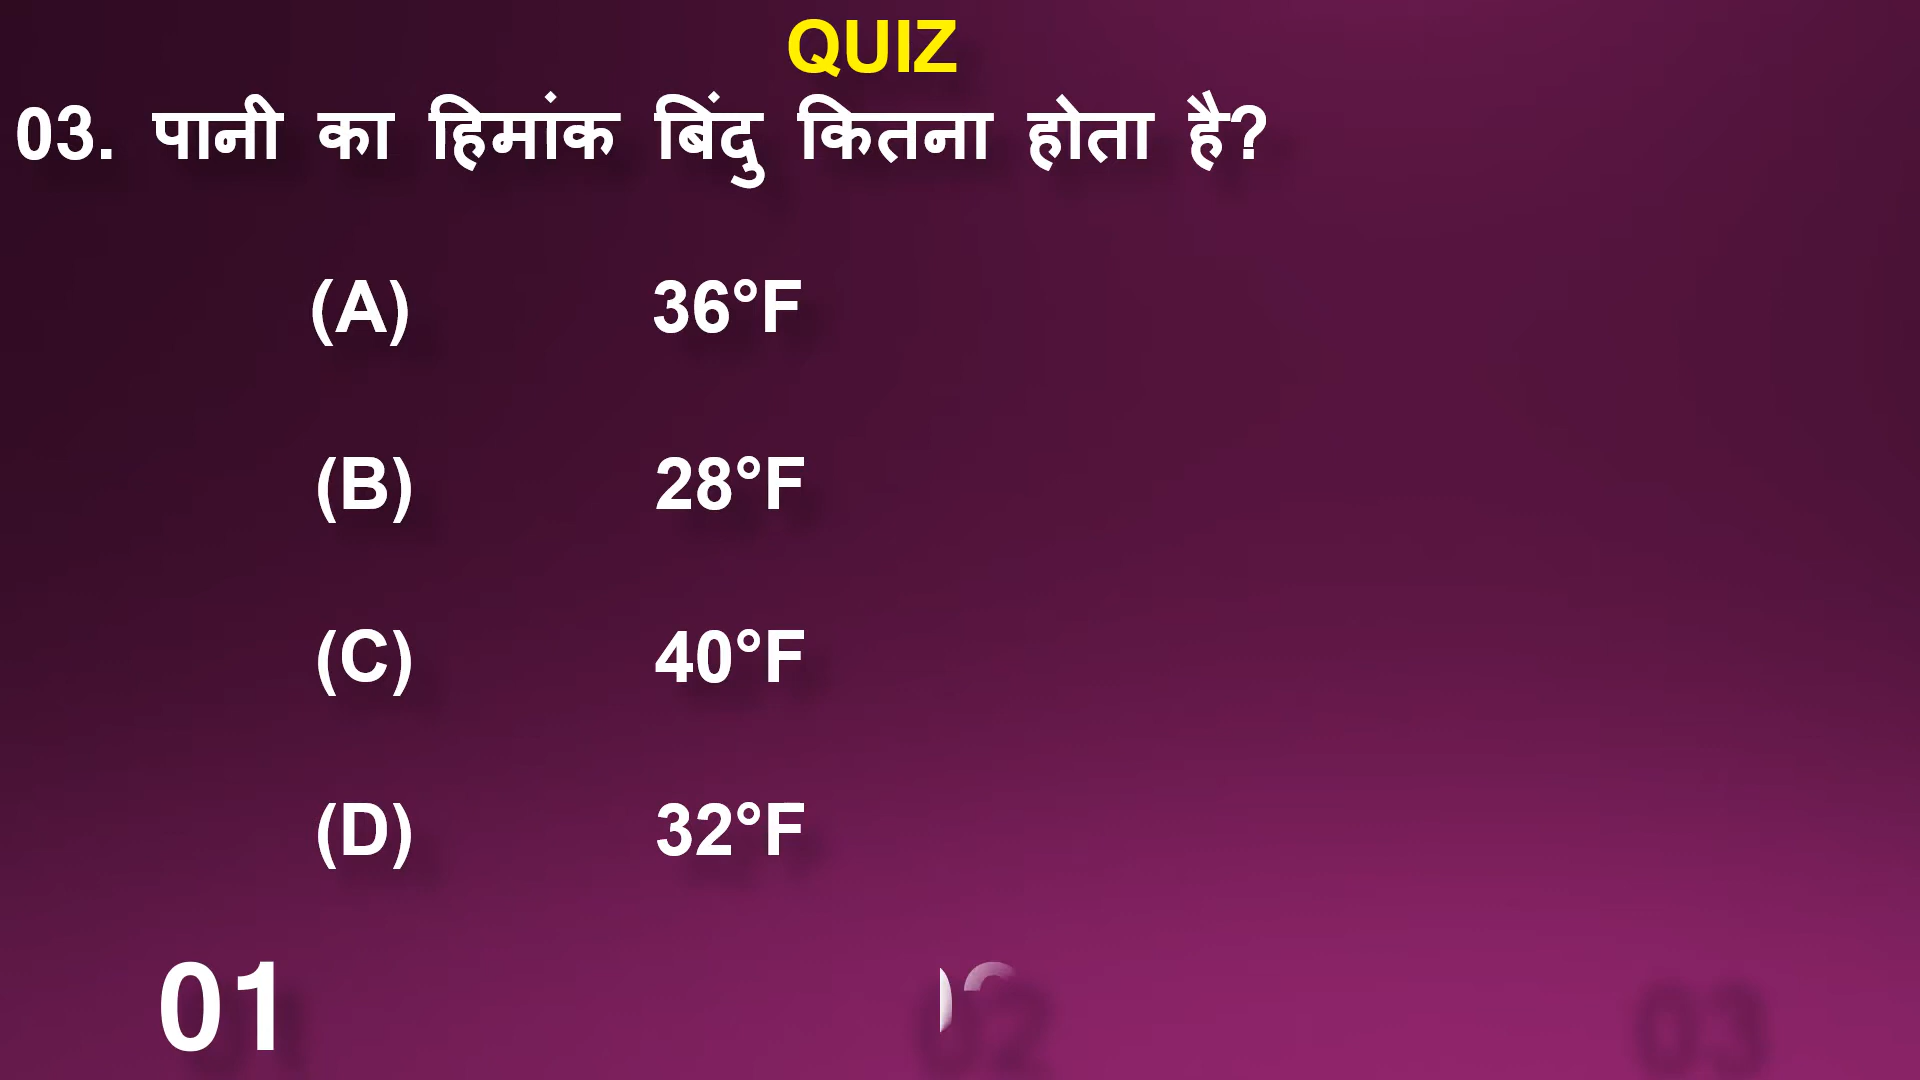 QUIZ
03. पानी का हिमांक बिंदु कितना होता है?
(A) 36°F
(B) 28°F
(C) 40°F
(D) 32°F
01